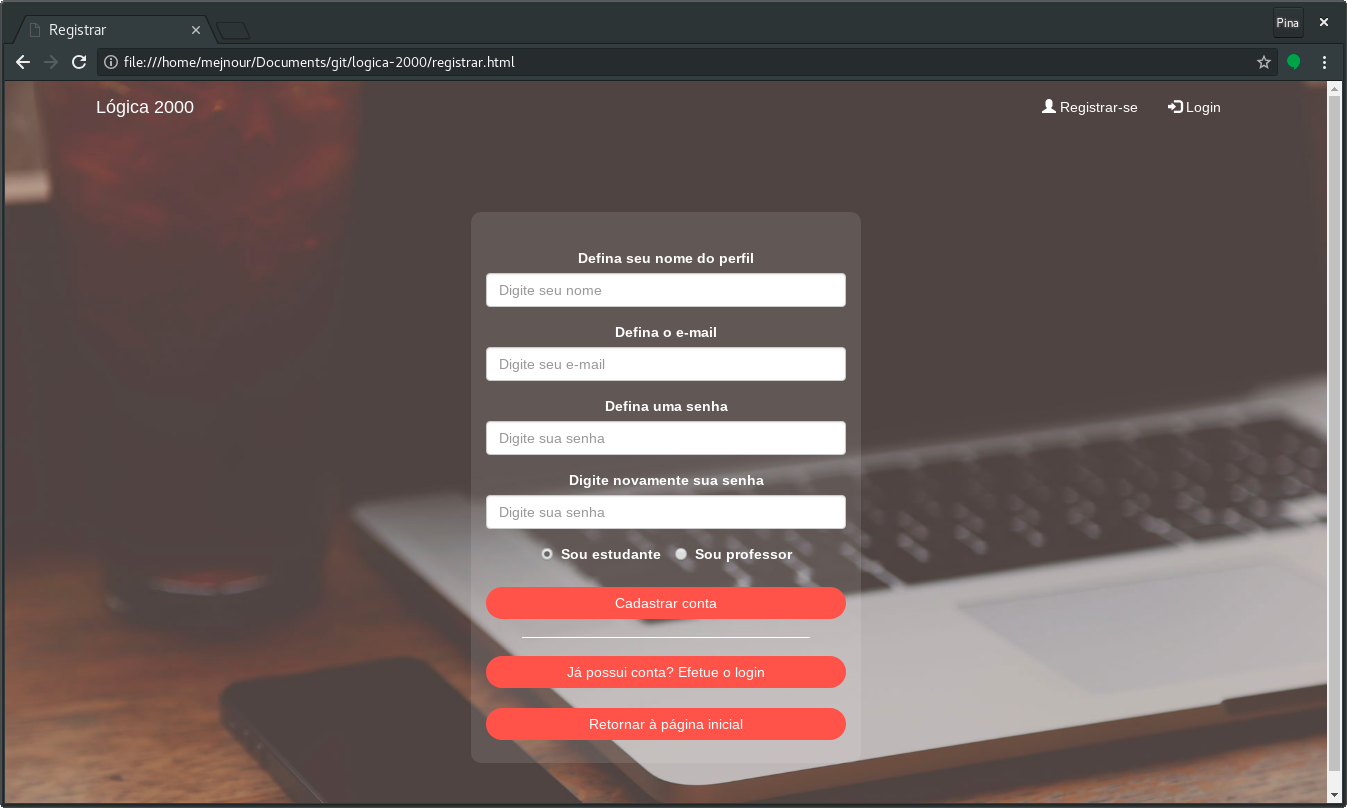 Registrar
Pina
file:///home/mejnour/Documents/git/logica-2000/registrar.html
Lógica 2000
Registrar-se
Login
Defina seu nome do perfil
Digite seu nome
Defina o e-mail
Digite seu e-mail
Defina uma senha
Digite sua senha
Digite novamente sua senha
Digite sua senha
Sou estudante Sou professor
Cadastrar conta
Já possui conta? Efetue o login
Retornar à página inicial